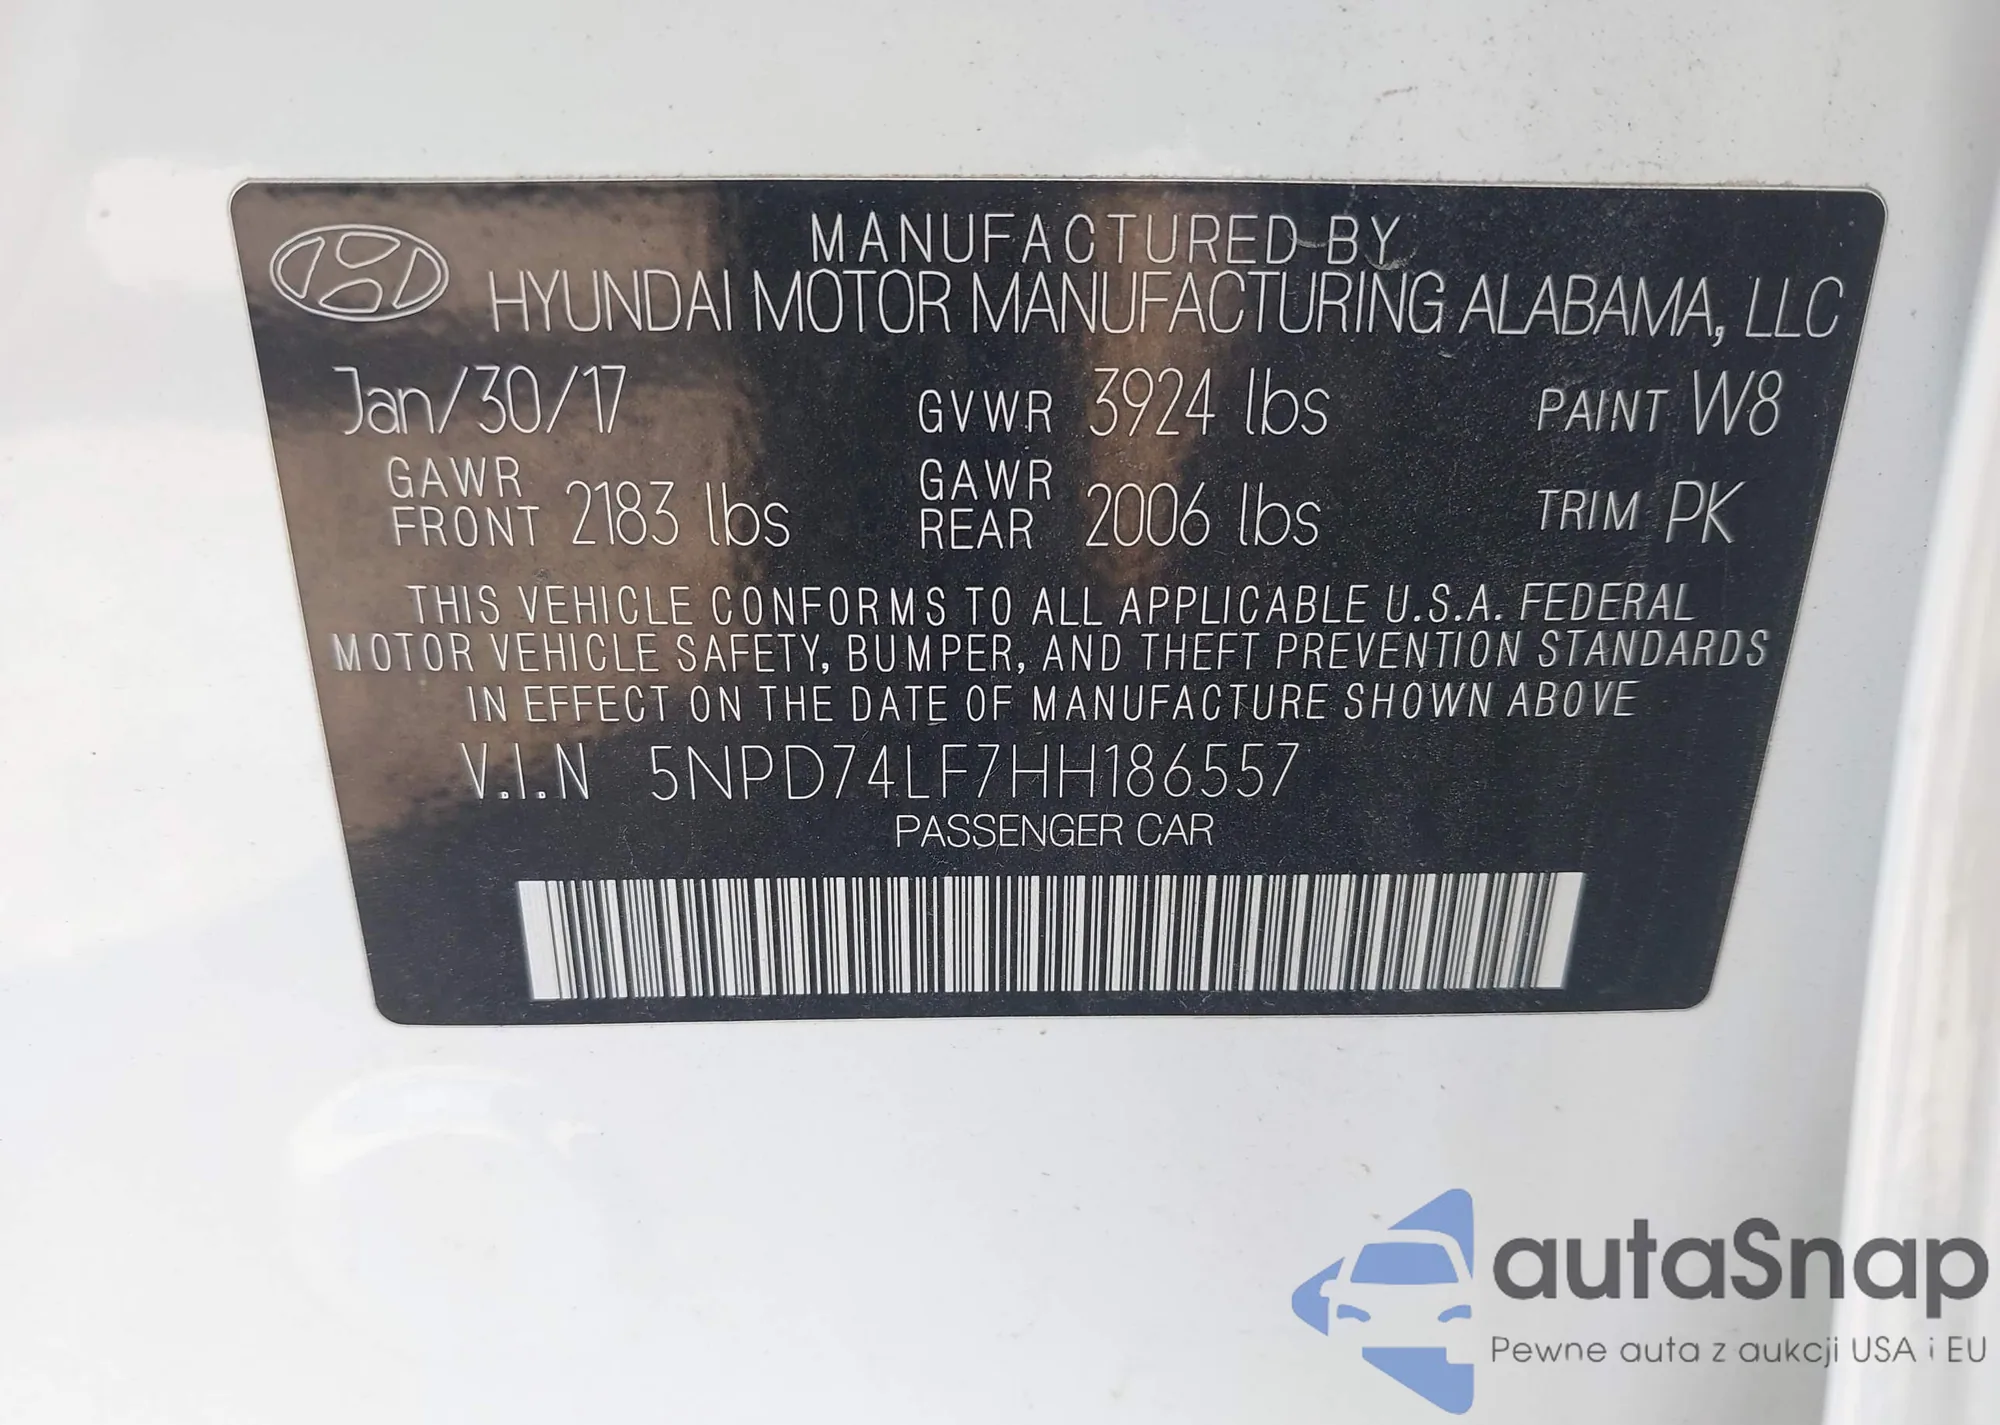 MANUFACTURED BY
HYUNDAI MOTOR MANUFACTURING ALABAMA, LLC
Jan/30/17 GVWR 3924 lbs PAINT W8
GAWR FRONT 2183 lbs GAWR REAR 2006 lbs TRIM PK
THIS VEHICLE CONFORMS TO ALL APPLICABLE U.S.A. FEDERAL
MOTOR VEHICLE SAFETY, BUMPER, AND THEFT PREVENTION STANDARDS
IN EFFECT ON THE DATE OF MANUFACTURE SHOWN ABOVE
V.I.N 5NPD74LF7HH186557
PASSENGER CAR
autaSnap
Pewne auta z aukcji USA i EU